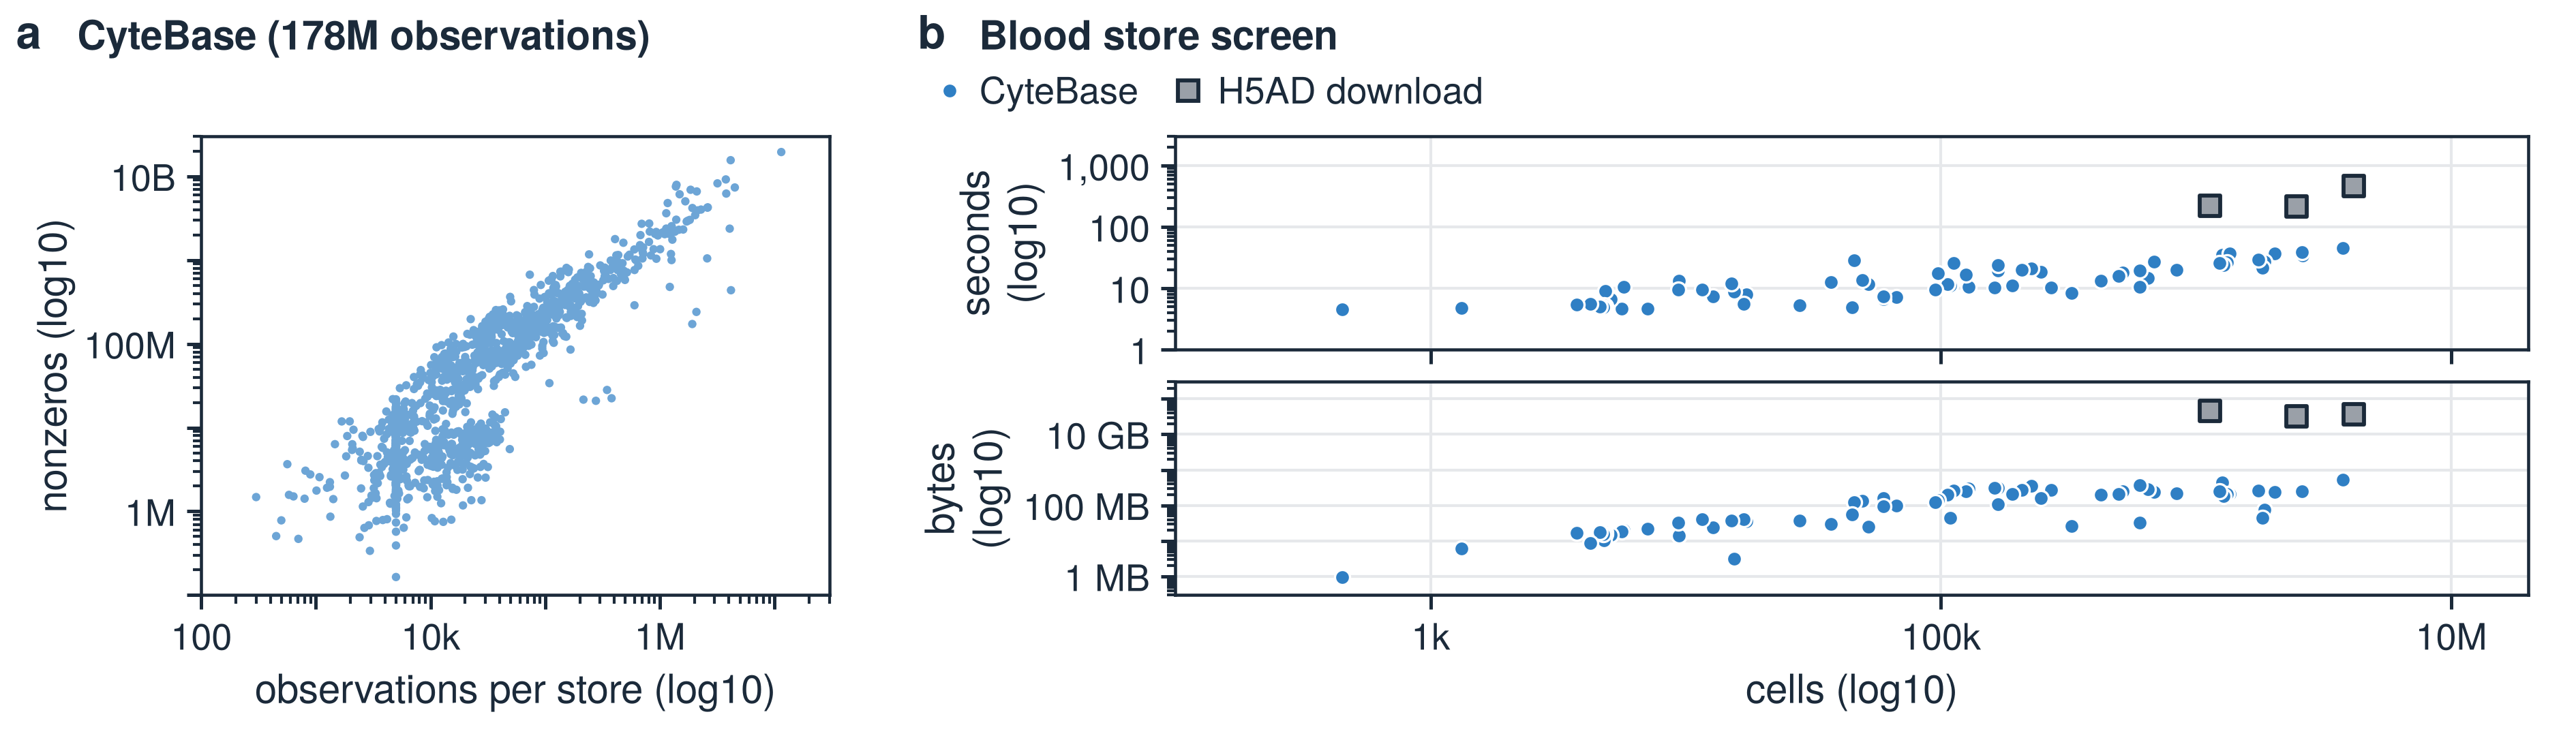 a CyteBase (178M observations)
10B
100M
1M
nonzeros (log10)
100 10k 1M
observations per store (log10)
b Blood store screen
CyteBase H5AD download
1,000
100
10
1
seconds
(log10)
10 GB
100 MB
1 MB
bytes
(log10)
1k 100k 10M
cells (log10)